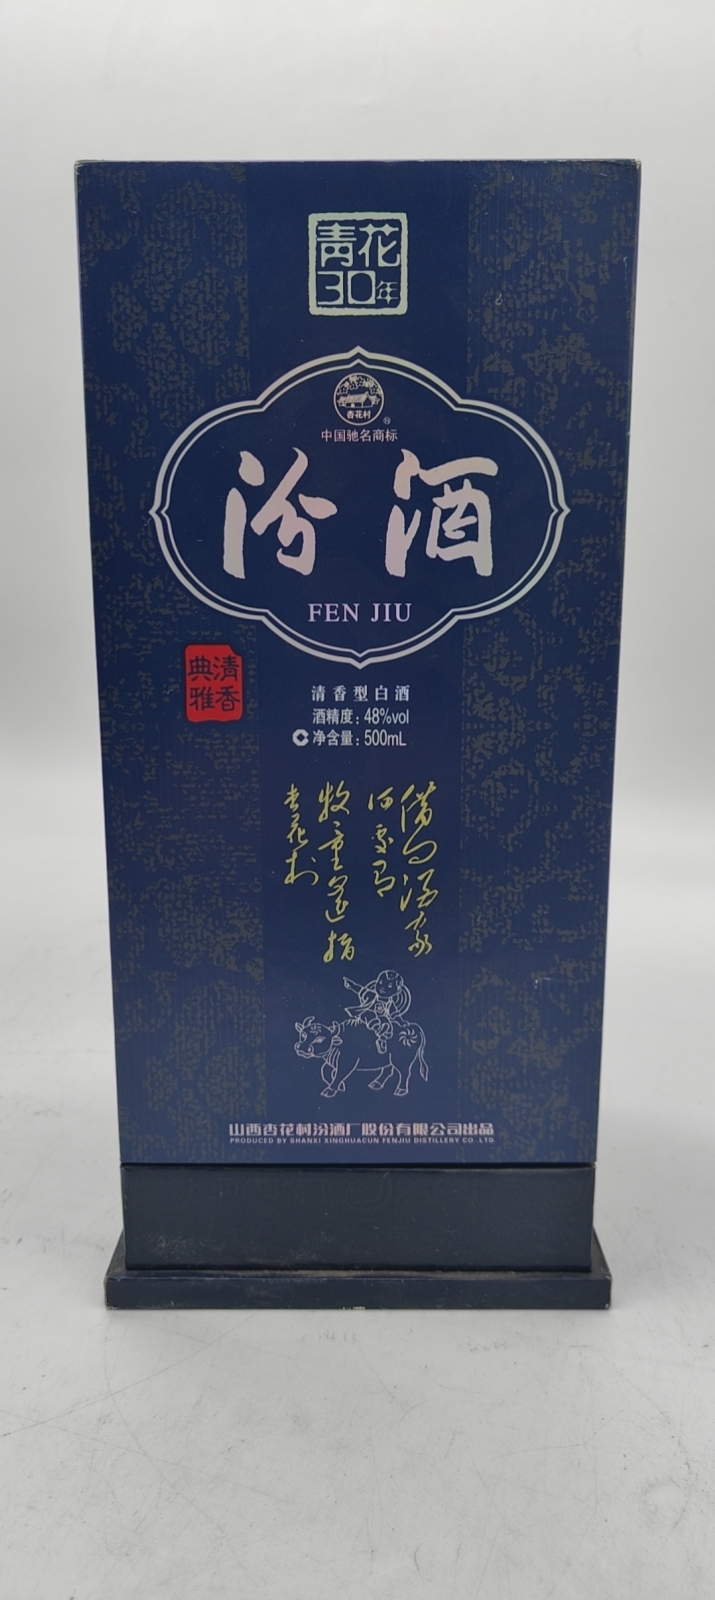 青花
30年
杏花村
®
中国驰名商标
汾酒
FEN JIU
清香
典雅
清香型白酒
酒精度：48%vol
净含量：500mL
借问酒家
何处有
牧童遥指
杏花村
山西杏花村汾酒厂股份有限公司出品
PRODUCED BY SHANXI XINGHUACUN FENJIU DISTILLERY CO.,LTD.